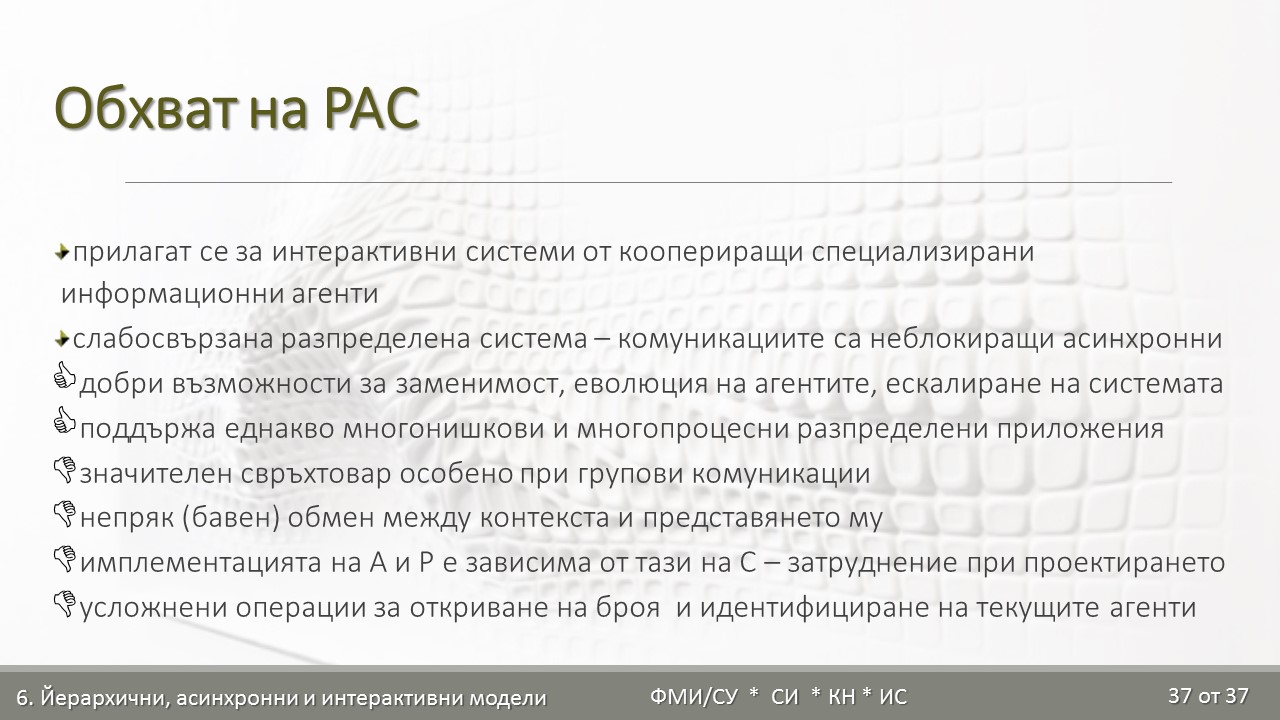 Обхват на PAC
прилагат се за интерактивни системи от коопериращи специализирани
информационни агенти
слабосвързана разпределена система – комуникациите са неблокиращи асинхронни
добри възможности за заменимост, еволюция на агентите, ескалиране на системата
поддържа еднакво многонишкови и многопроцесни разпределени приложения
значителен свръхтовар особено при групови комуникации
непряк (бавен) обмен между контекста и представянето му
имплементацията на А и Р е зависима от тази на С – затруднение при проектирането
усложнени операции за откриване на броя и идентифициране на текущите агенти
6. Йерархични, асинхронни и интерактивни модели
ФМИ/СУ * СИ * КН * ИС
37 от 37